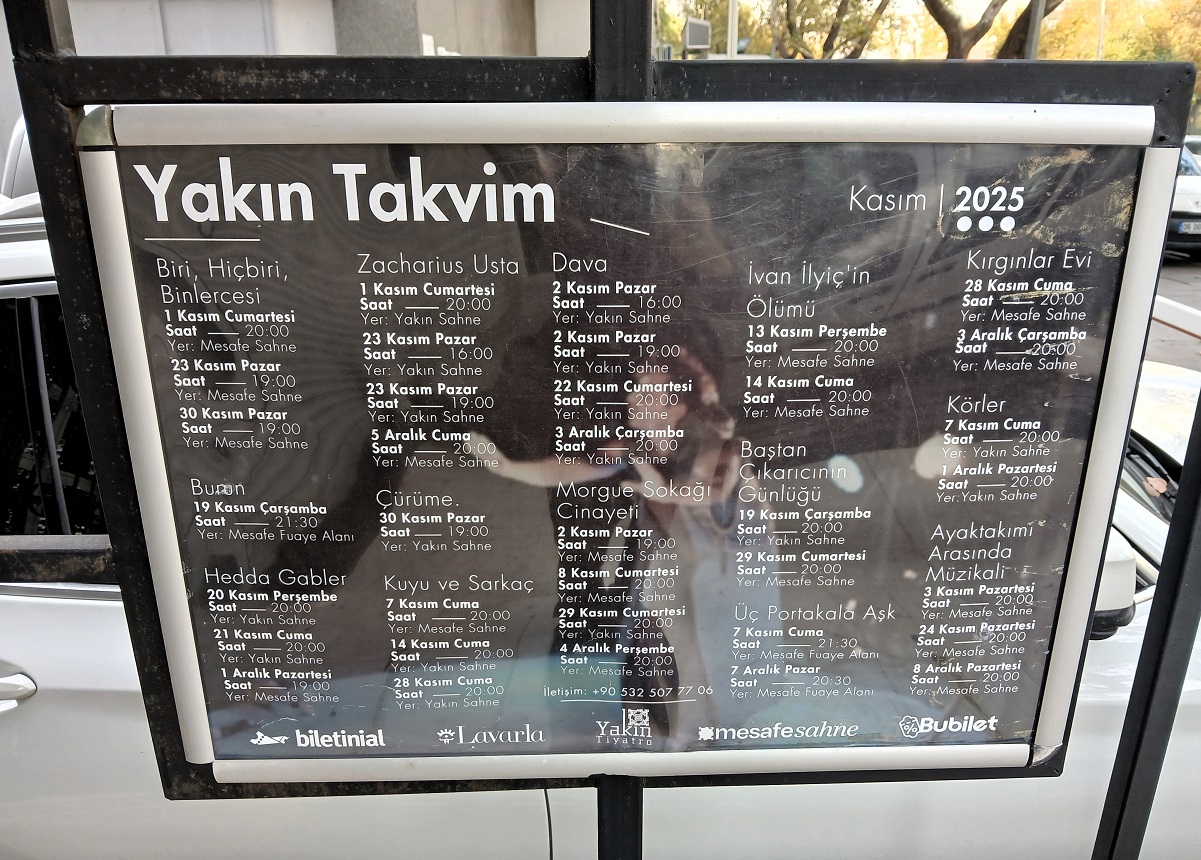 Yakın Takvim
Kasım | 2025
Biri, Hiçbiri,
Binlercesi
1 Kasım Cumartesi
Saat — 20:00
Yer: Mesafe Sahne
23 Kasım Pazar
Saat — 19:00
Yer: Mesafe Sahne
30 Kasım Pazar
Saat — 19:00
Yer: Mesafe Sahne
Burun
19 Kasım Çarşamba
Saat — 21:30
Yer: Mesafe Fuaye Alanı
Hedda Gabler
20 Kasım Perşembe
Saat — 20:00
Yer: Yakın Sahne
21 Kasım Cuma
Saat — 20:00
Yer: Yakın Sahne
1 Aralık Pazartesi
Saat — 19:00
Yer: Mesafe Sahne
Zacharius Usta
1 Kasım Cumartesi
Saat — 20:00
Yer: Yakın Sahne
23 Kasım Pazar
Saat — 16:00
Yer: Yakın Sahne
23 Kasım Pazar
Saat — 19:00
Yer: Yakın Sahne
5 Aralık Cuma
Saat — 20:00
Yer: Mesafe Sahne
Çürüme.
30 Kasım Pazar
Saat — 19:00
Yer: Yakın Sahne
Kuyu ve Sarkaç
7 Kasım Cuma
Saat — 20:00
Yer: Mesafe Sahne
14 Kasım Cuma
Saat — 20:00
Yer: Yakın Sahne
28 Kasım Cuma
Saat — 20:00
Yer: Yakın Sahne
Dava
2 Kasım Pazar
Saat — 16:00
Yer: Yakın Sahne
2 Kasım Pazar
Saat — 19:00
Yer: Yakın Sahne
22 Kasım Cumartesi
Saat — 20:00
Yer: Yakın Sahne
3 Aralık Çarşamba
Saat — 20:00
Yer: Yakın Sahne
Morgue Sokağı
Cinayeti
2 Kasım Pazar
Saat — 19:00
Yer: Mesafe Sahne
8 Kasım Cumartesi
Saat — 20:00
Yer: Mesafe Sahne
29 Kasım Cumartesi
Saat — 20:00
Yer: Yakın Sahne
4 Aralık Perşembe
Saat — 20:00
Yer: Mesafe Sahne
İletişim: +90 532 507 77 06
İvan İlyiç'in
Ölümü
13 Kasım Perşembe
Saat — 20:00
Yer: Mesafe Sahne
14 Kasım Cuma
Saat — 20:00
Yer: Mesafe Sahne
Baştan
Çıkarıcının
Günlüğü
19 Kasım Çarşamba
Saat — 20:00
Yer: Yakın Sahne
29 Kasım Cumartesi
Saat — 20:00
Yer: Mesafe Sahne
Üç Portakala Aşk
7 Kasım Cuma
Saat — 21:30
Yer: Mesafe Fuaye Alanı
7 Aralık Pazar
Saat — 20:30
Yer: Mesafe Fuaye Alanı
Kırgınlar Evi
28 Kasım Cuma
Saat — 20:00
Yer: Mesafe Sahne
3 Aralık Çarşamba
Saat — 20:00
Yer: Mesafe Sahne
Körler
7 Kasım Cuma
Saat — 20:00
Yer: Yakın Sahne
1 Aralık Pazartesi
Saat — 20:00
Yer: Yakın Sahne
Ayaktakımı
Arasında
Müzikali
3 Kasım Pazartesi
Saat — 20:00
Yer: Mesafe Sahne
24 Kasım Pazartesi
Saat — 20:00
Yer: Mesafe Sahne
8 Aralık Pazartesi
Saat — 20:00
Yer: Mesafe Sahne
biletinial
Lavarla
Yakın
Tiyatro
mesafesahne
Bubilet